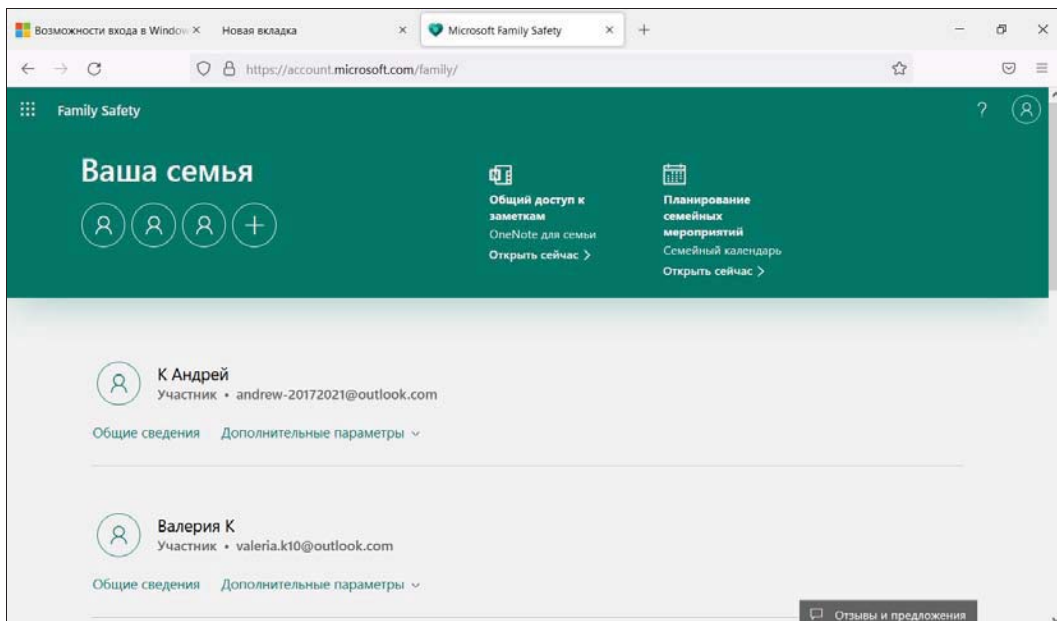 Возможности входа в Window
Новая вкладка
Microsoft Family Safety
https://account.microsoft.com/family/
Family Safety
?
Ваша семья
Общий доступ к
заметкам
OneNote для семьи
Открыть сейчас >
Планирование
семейных
мероприятий
Семейный календарь
Открыть сейчас >
К Андрей
Участник • andrew-20172021@outlook.com
Общие сведения Дополнительные параметры
Валерия К
Участник • valeria.k10@outlook.com
Общие сведения Дополнительные параметры
Отзывы и предложения